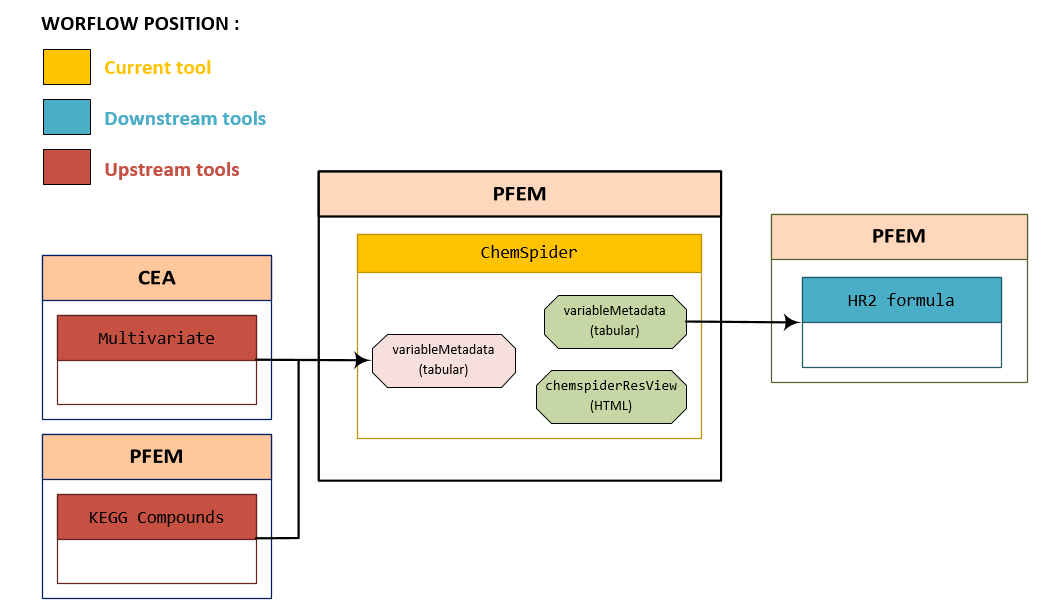 WORFLOW POSITION :
Current tool
Downstream tools
Upstream tools
CEA
Multivariate
PFEM
KEGG Compounds
PFEM
ChemSpider
variableMetadata
(tabular)
variableMetadata
(tabular)
chemspiderResView
(HTML)
PFEM
HR2 formula